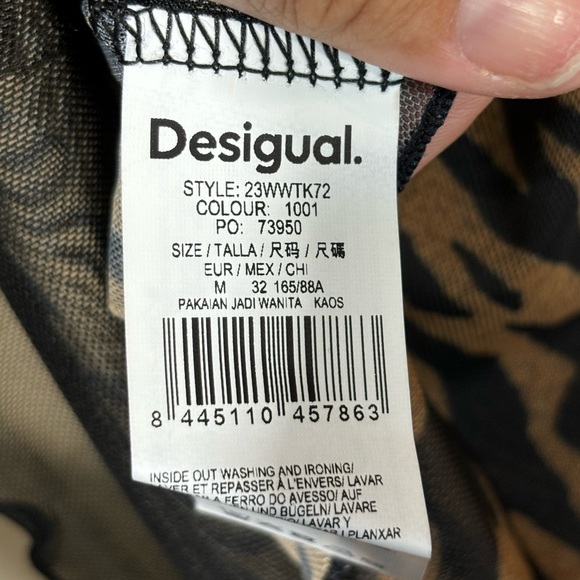 Desigual.
STYLE: 23WWTK72
COLOUR: 1001
PO: 73950
SIZE / TALLA / 尺码 / 尺碼
EUR / MEX / CHI
M 32 165/88A
PAKAIAN JADI WANITA KAOS
8 445110 457863
INSIDE OUT WASHING AND IRONING/
ET REPASSER À L'ENVERS/ LAVAR
A FERRO DO AVESSO/ AUF
UND BÜGELN/ LAVARE
LAVAR Y
PLANXAR